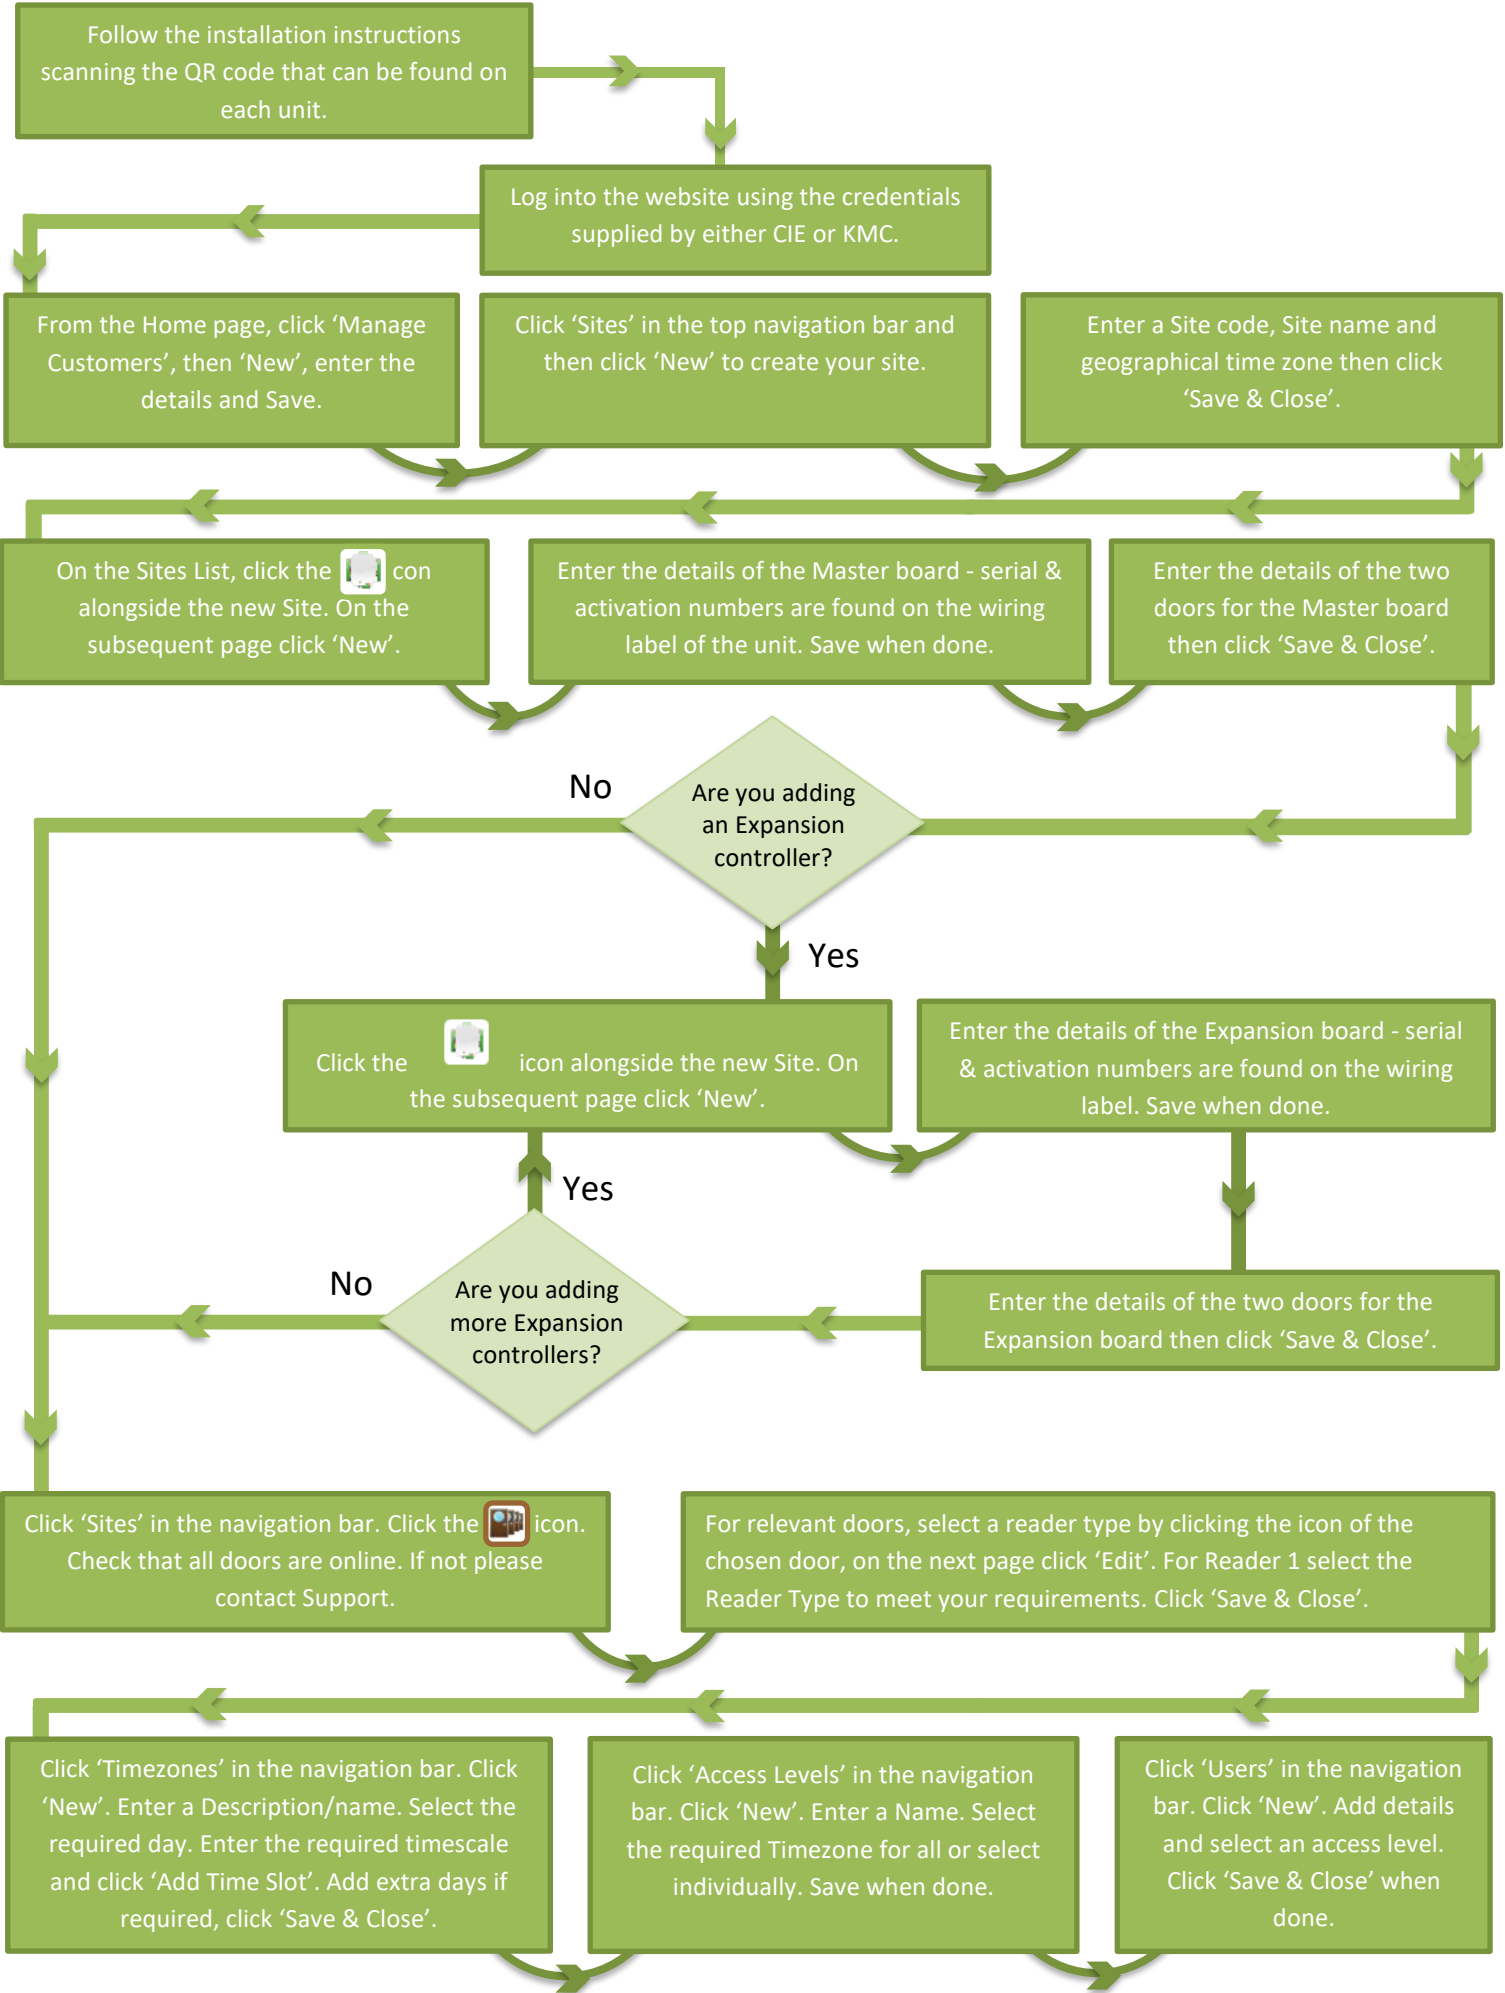 Follow the installation instructions
scanning the QR code that can be found on
each unit.
Log into the website using the credentials
supplied by either CIE or KMC.
From the Home page, click ‘Manage
Customers’, then ‘New’, enter the
details and Save.
Click ‘Sites’ in the top navigation bar and
then click ‘New’ to create your site.
Enter a Site code, Site name and
geographical time zone then click
‘Save & Close’.
On the Sites List, click the con
alongside the new Site. On the
subsequent page click ‘New’.
Enter the details of the Master board - serial &
activation numbers are found on the wiring
label of the unit. Save when done.
Enter the details of the two
doors for the Master board
then click ‘Save & Close’.
No
Are you adding
an Expansion
controller?
Yes
Click the icon alongside the new Site. On
the subsequent page click ‘New’.
Enter the details of the Expansion board - serial
& activation numbers are found on the wiring
label. Save when done.
Yes
No
Are you adding
more Expansion
controllers?
Enter the details of the two doors for the
Expansion board then click ‘Save & Close’.
Click ‘Sites’ in the navigation bar. Click the icon.
Check that all doors are online. If not please
contact Support.
For relevant doors, select a reader type by clicking the icon of the
chosen door, on the next page click ‘Edit’. For Reader 1 select the
Reader Type to meet your requirements. Click ‘Save & Close’.
Click ‘Timezones’ in the navigation bar. Click
‘New’. Enter a Description/name. Select the
required day. Enter the required timescale
and click ‘Add Time Slot’. Add extra days if
required, click ‘Save & Close’.
Click ‘Access Levels’ in the navigation
bar. Click ‘New’. Enter a Name. Select
the required Timezone for all or select
individually. Save when done.
Click ‘Users’ in the navigation
bar. Click ‘New’. Add details
and select an access level.
Click ‘Save & Close’ when
done.